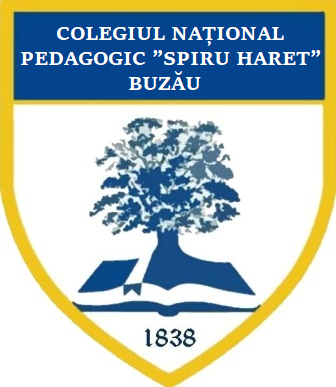 COLEGIUL NAȚIONAL
PEDAGOGIC ”SPIRU HARET”
BUZĂU
1838